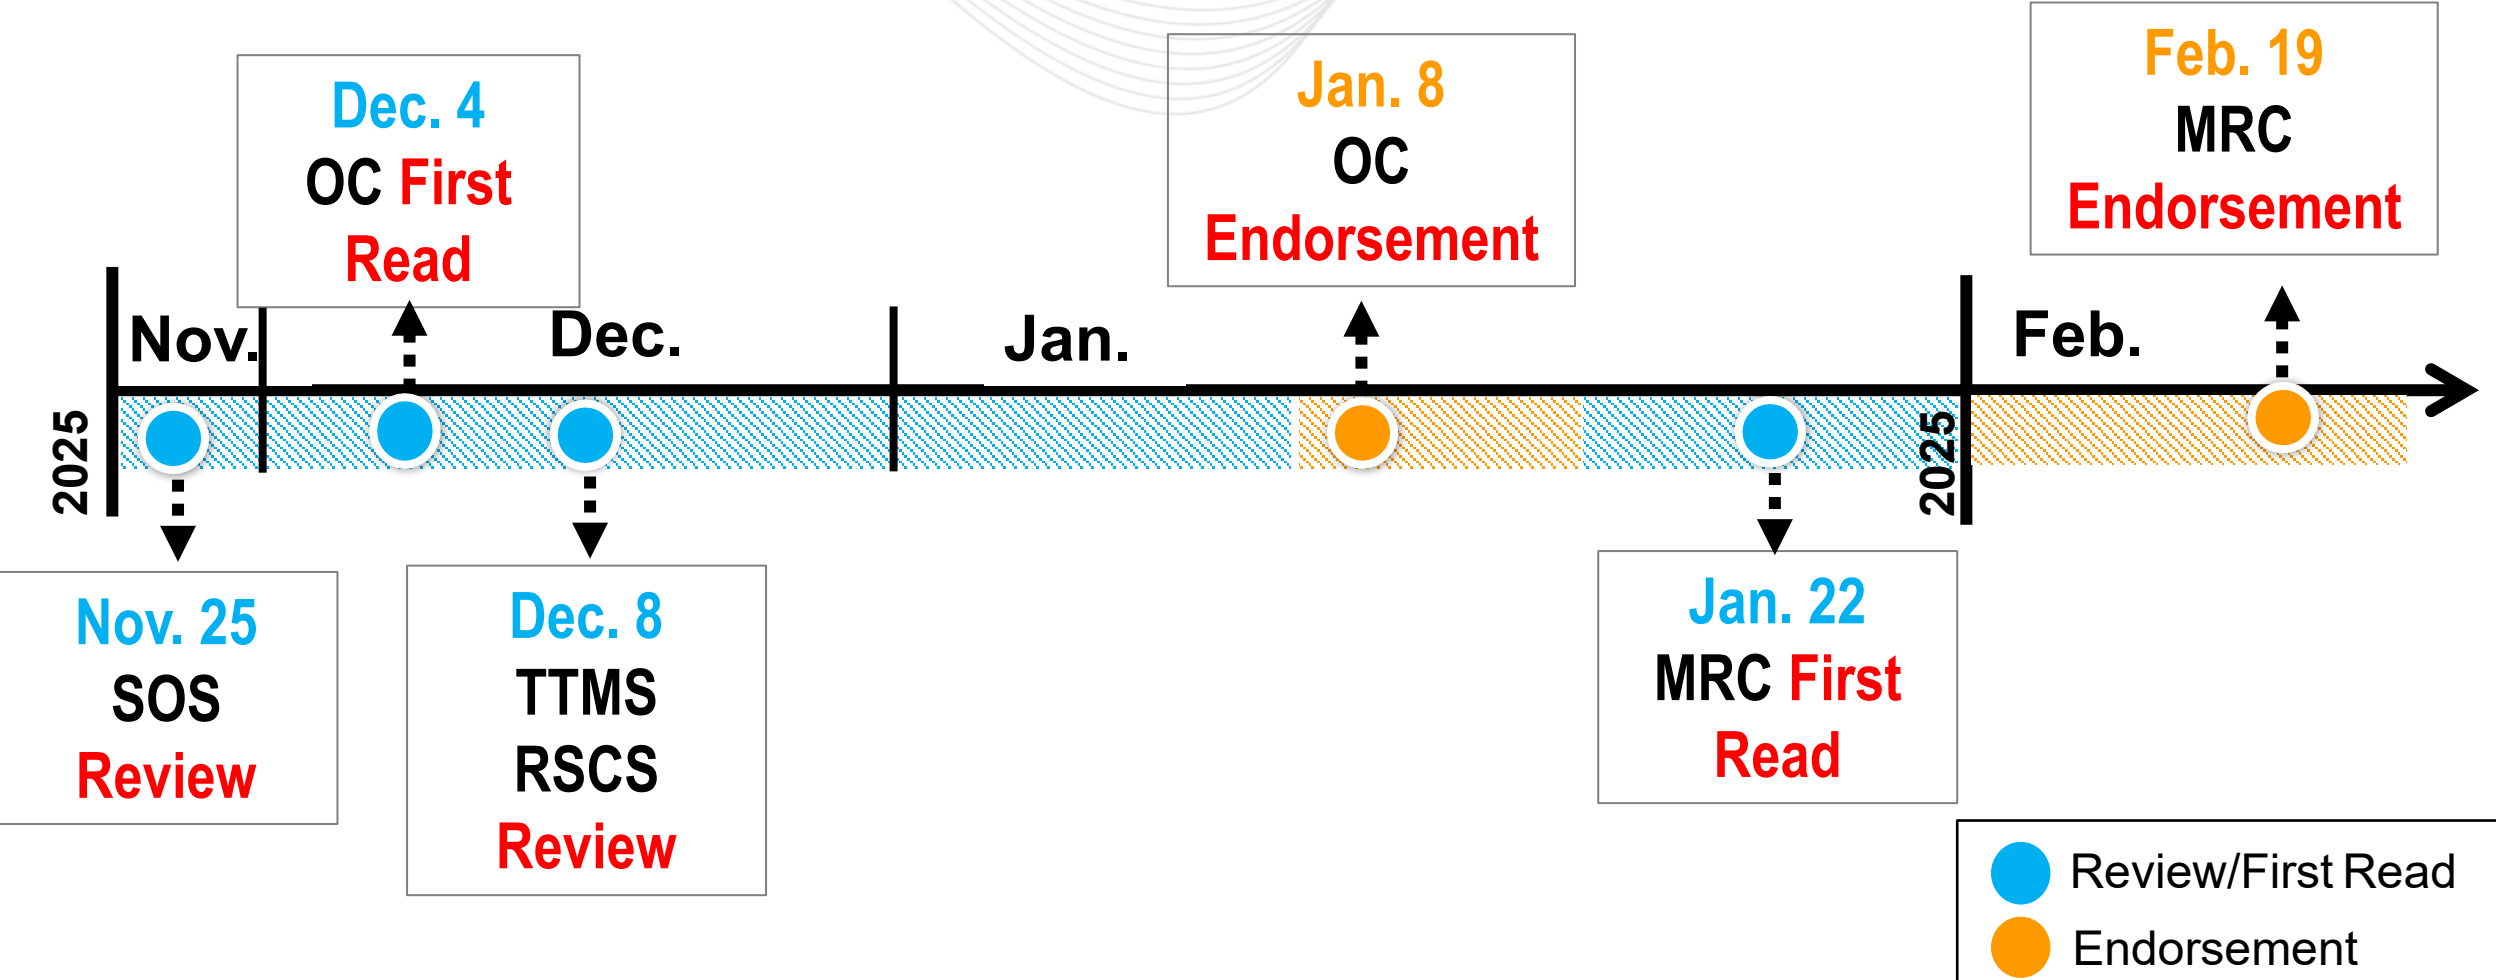 Dec. 4
OC First
Read
Jan. 8
OC
Endorsement
Feb. 19
MRC
Endorsement
Nov.
Dec.
Jan.
Feb.
2025
2025
Nov. 25
SOS
Review
Dec. 8
TTMS
RSCS
Review
Jan. 22
MRC First
Read
Review/First Read
Endorsement